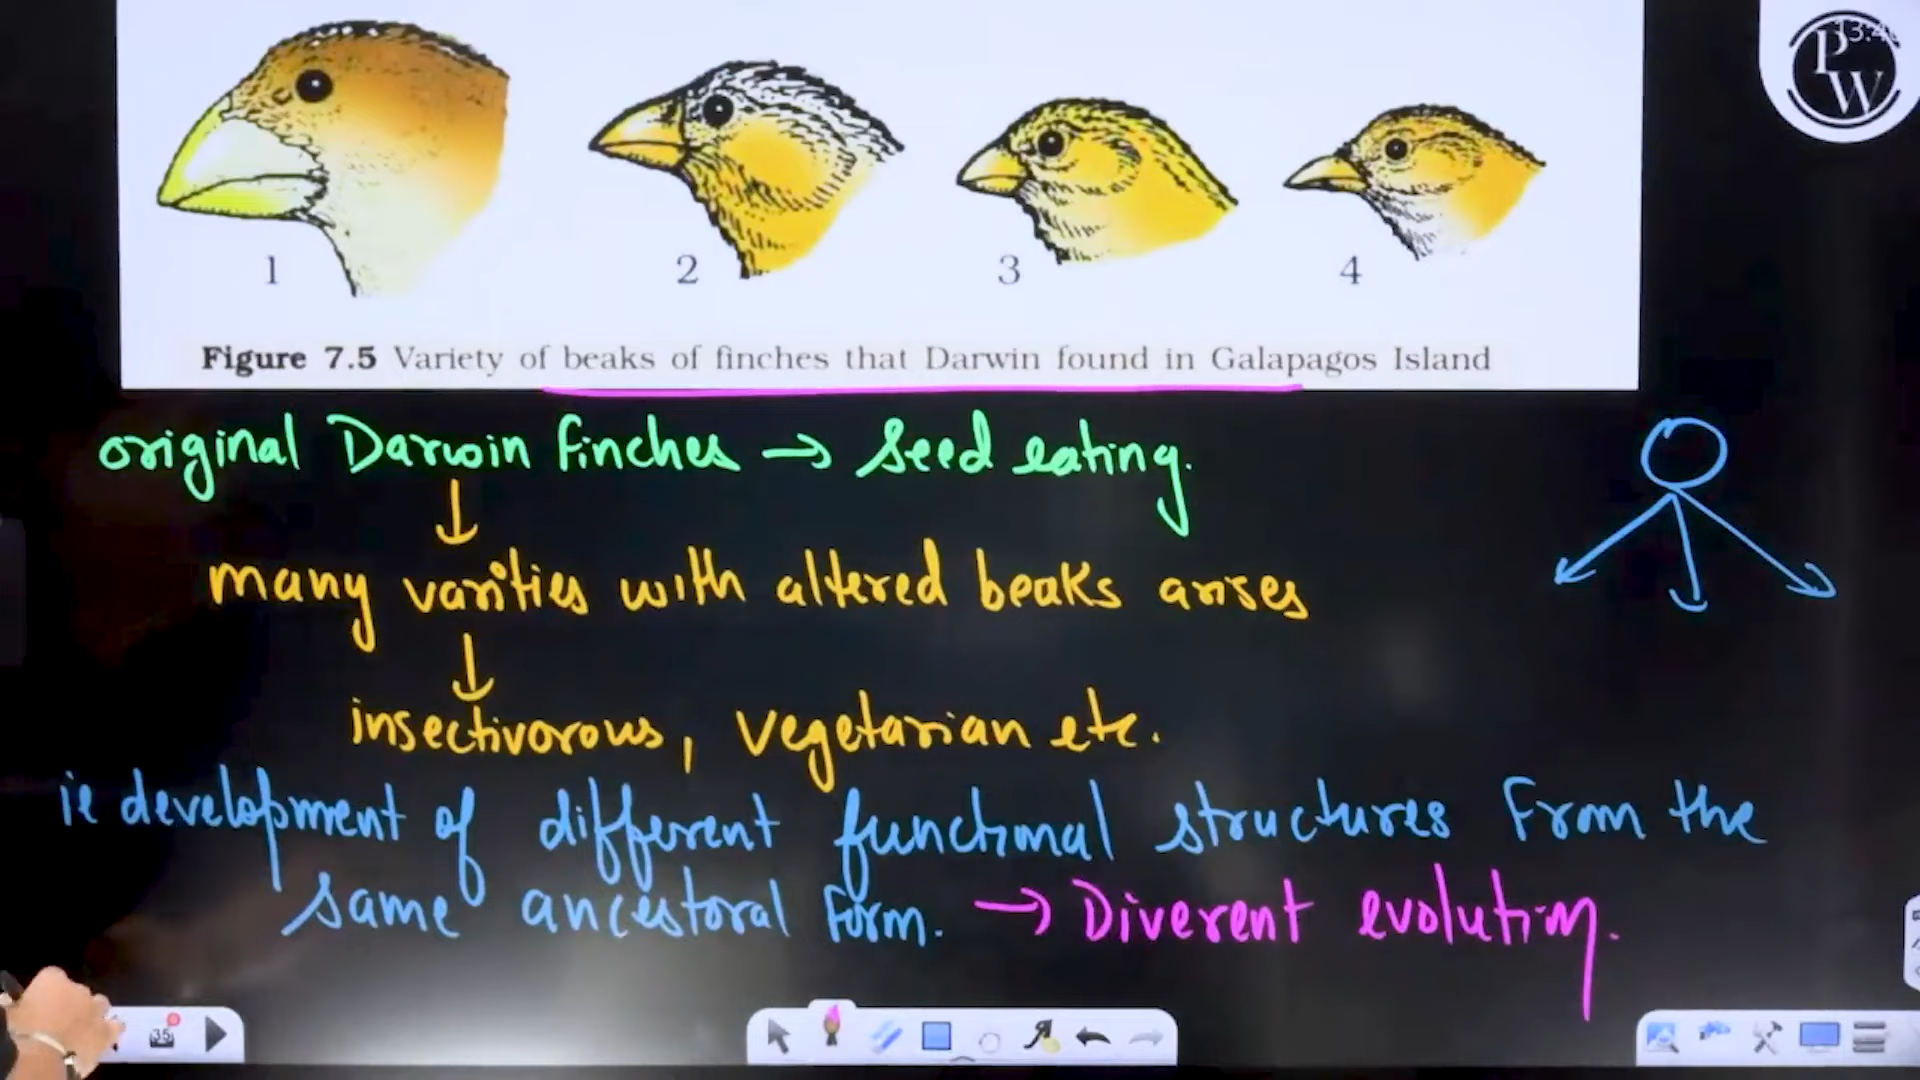 PW
1 2 3 4
Figure 7.5 Variety of beaks of finches that Darwin found in Galapagos Island
original Darwin finches → seed eating.
↓
many varities with altered beaks arises
↓
insectivorous, vegetarian etc.
ie development of different functional structures from the
same ancestoral form. → Diverent evolution.
35